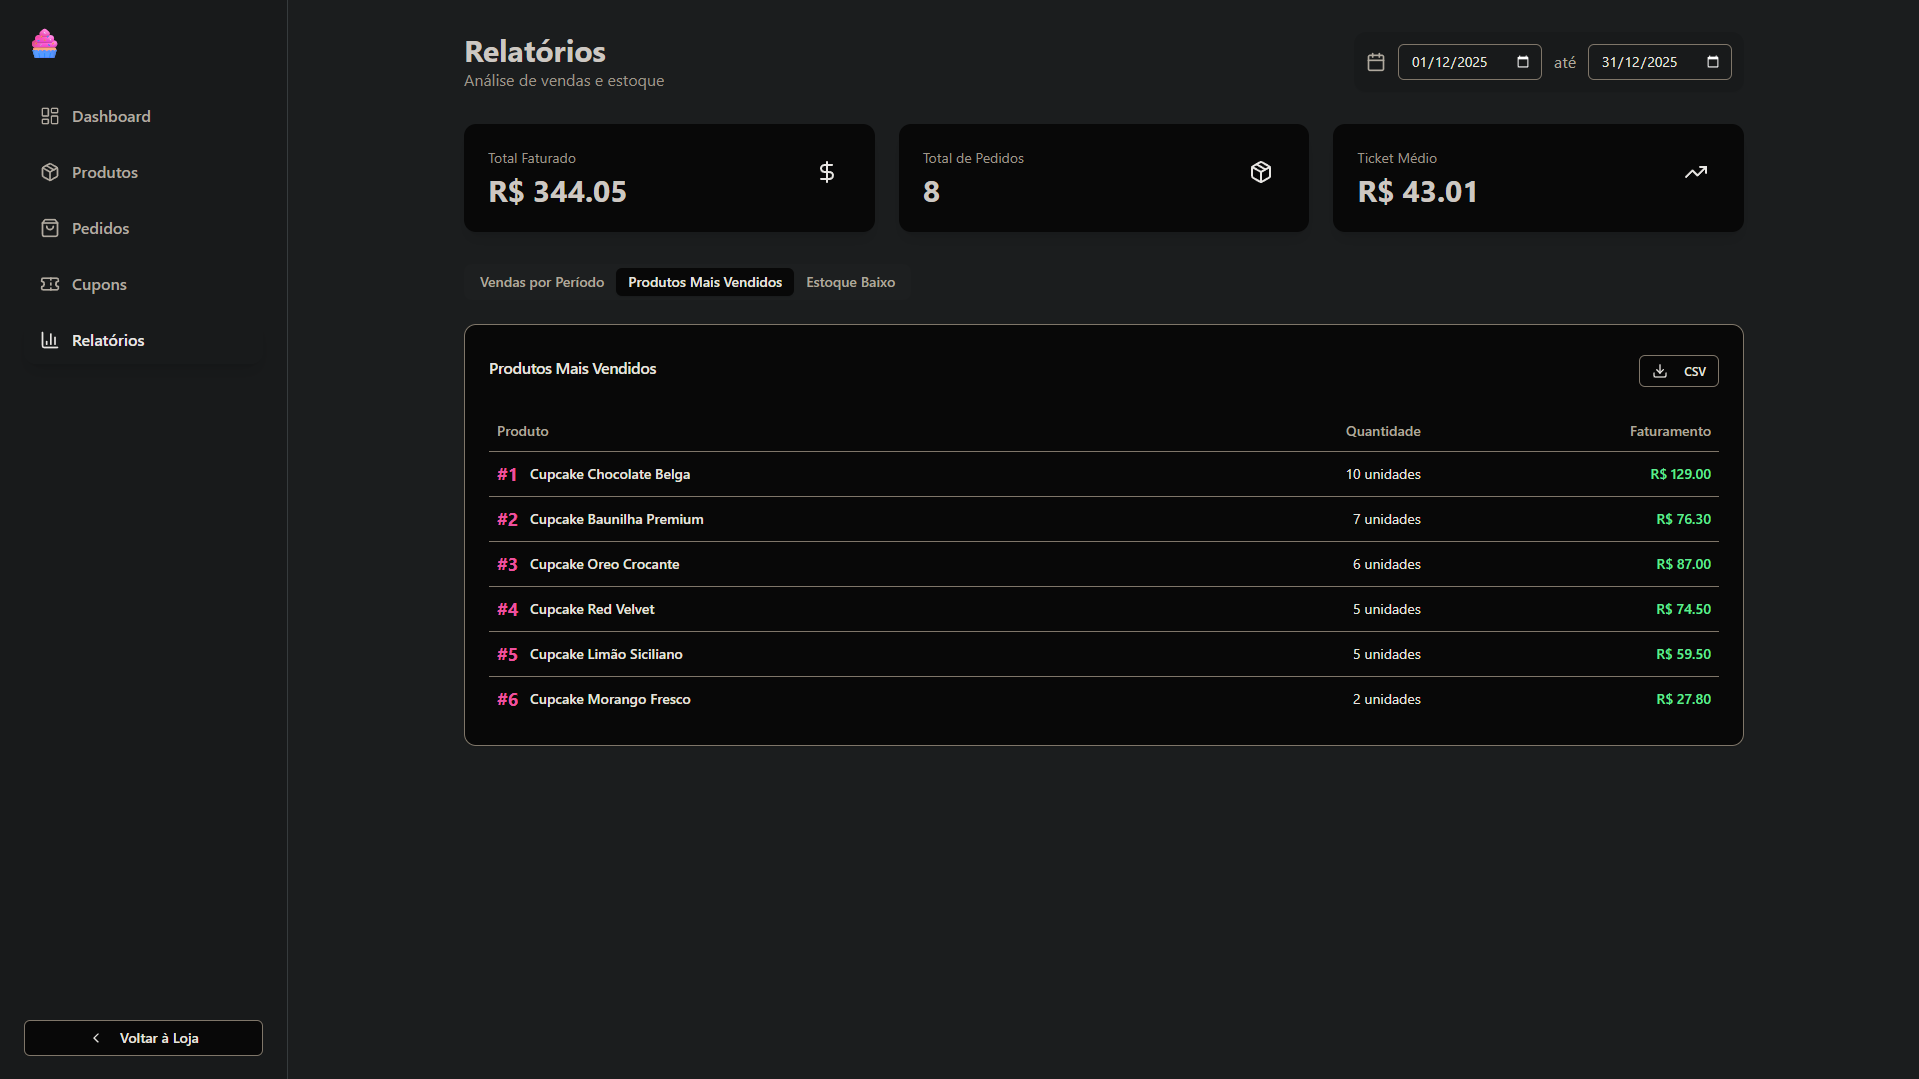 Dashboard
Produtos
Pedidos
Cupons
Relatórios
Voltar à Loja
Relatórios
Análise de vendas e estoque
01/12/2025 até 31/12/2025
Total Faturado
R$ 344.05
Total de Pedidos
8
Ticket Médio
R$ 43.01
Vendas por Período Produtos Mais Vendidos Estoque Baixo
Produtos Mais Vendidos
CSV
Produto Quantidade Faturamento
#1 Cupcake Chocolate Belga 10 unidades R$ 129.00
#2 Cupcake Baunilha Premium 7 unidades R$ 76.30
#3 Cupcake Oreo Crocante 6 unidades R$ 87.00
#4 Cupcake Red Velvet 5 unidades R$ 74.50
#5 Cupcake Limão Siciliano 5 unidades R$ 59.50
#6 Cupcake Morango Fresco 2 unidades R$ 27.80